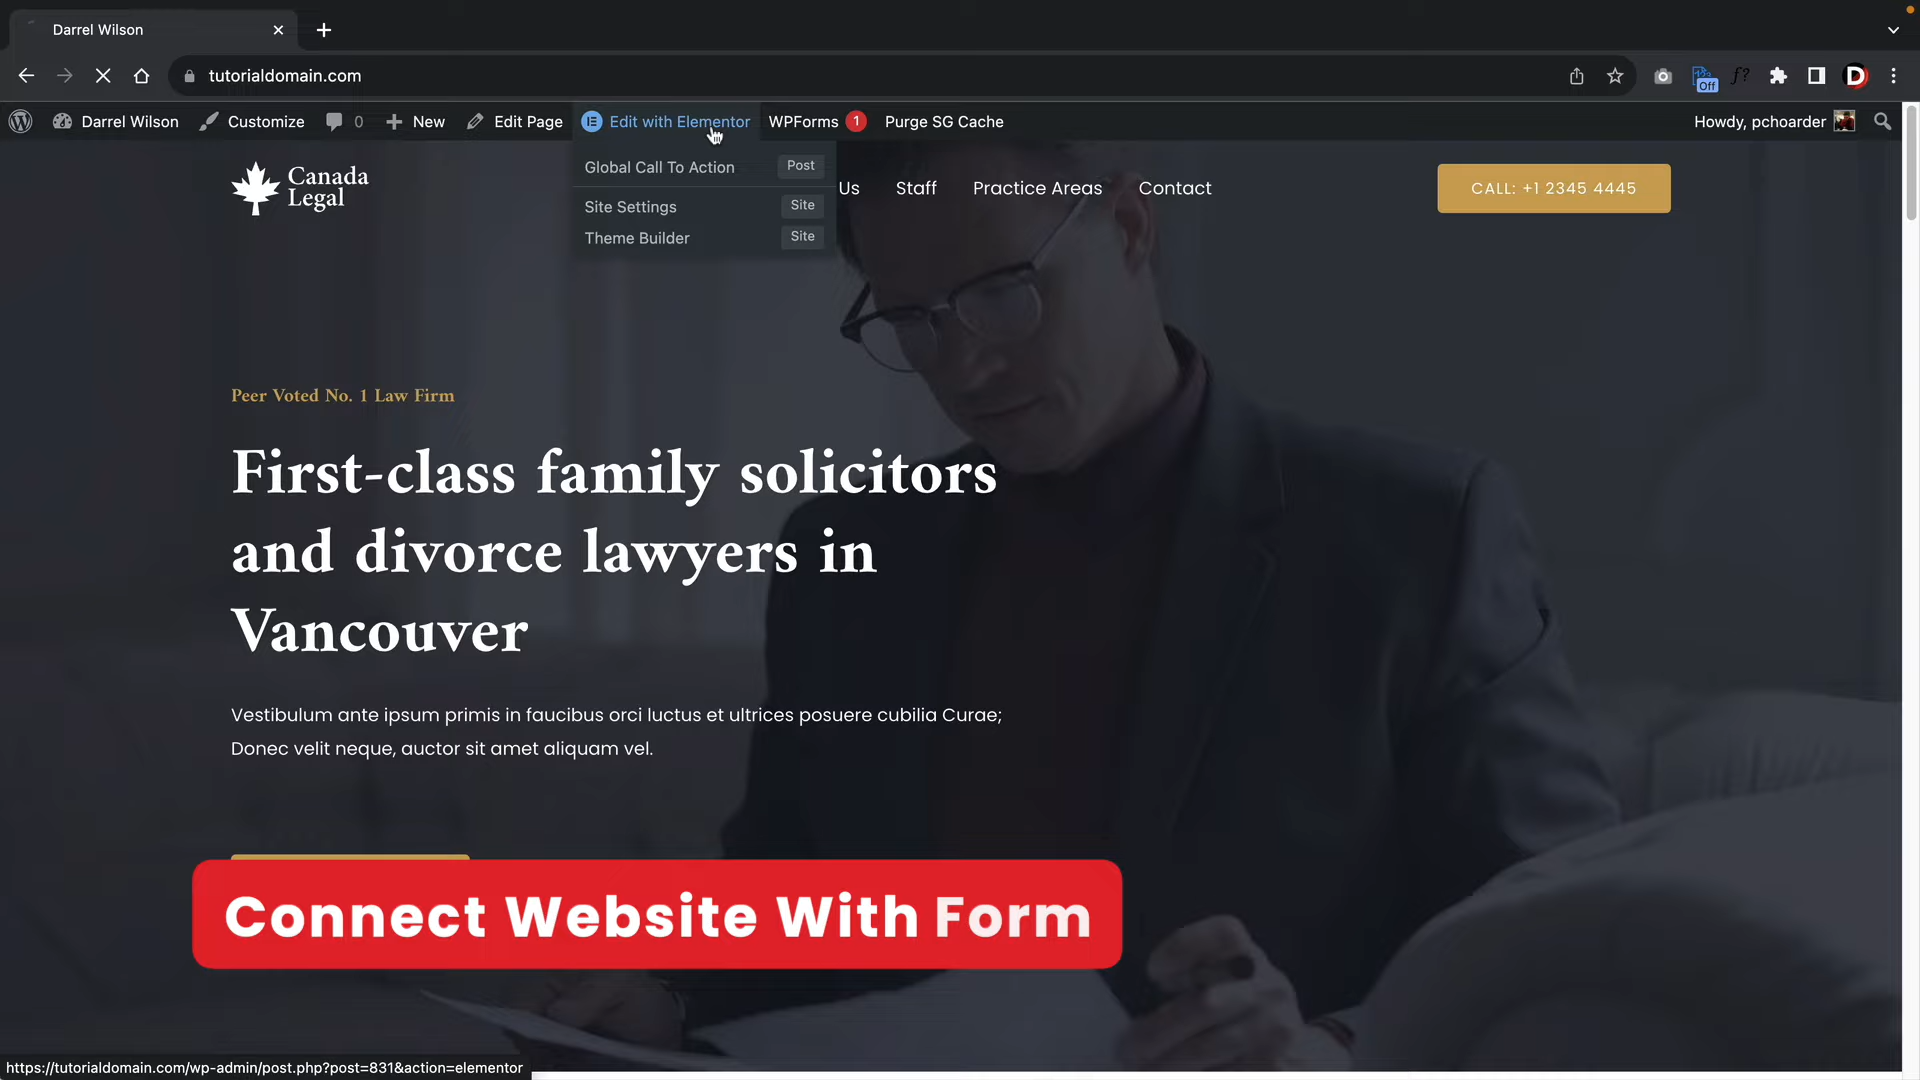 Darrel Wilson
tutorialdomain.com
Off
f?
D
Darrel Wilson
Customize
0
New
Edit Page
Edit with Elementor
WPForms 1
Purge SG Cache
Howdy, pchoarder
Global Call To Action Post
Site Settings Site
Theme Builder Site
Canada
Legal
Us
Staff
Practice Areas
Contact
CALL: +1 2345 4445
Peer Voted No. 1 Law Firm
First-class family solicitors
and divorce lawyers in
Vancouver
Vestibulum ante ipsum primis in faucibus orci luctus et ultrices posuere cubilia Curae;
Donec velit neque, auctor sit amet aliquam vel.
Connect Website With Form
https://tutorialdomain.com/wp-admin/post.php?post=831&action=elementor